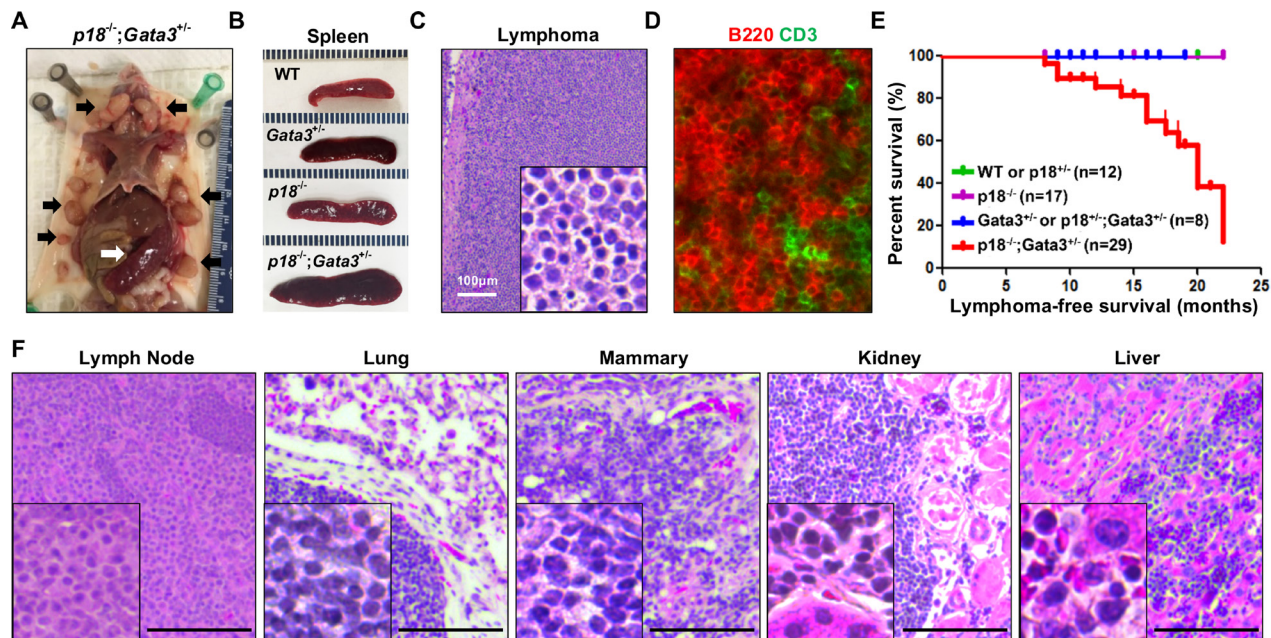 A
p18-/-;Gata3+/-
B
Spleen
WT
Gata3+/-
p18-/-
p18-/-;Gata3+/-
C
Lymphoma
100μm
D
B220 CD3
E
Percent survival (%)
100
80
60
40
20
0
WT or p18+/- (n=12)
p18-/- (n=17)
Gata3+/- or p18+/-;Gata3+/- (n=8)
p18-/-;Gata3+/- (n=29)
0 5 10 15 20 25
Lymphoma-free survival (months)
F
Lymph Node
Lung
Mammary
Kidney
Liver